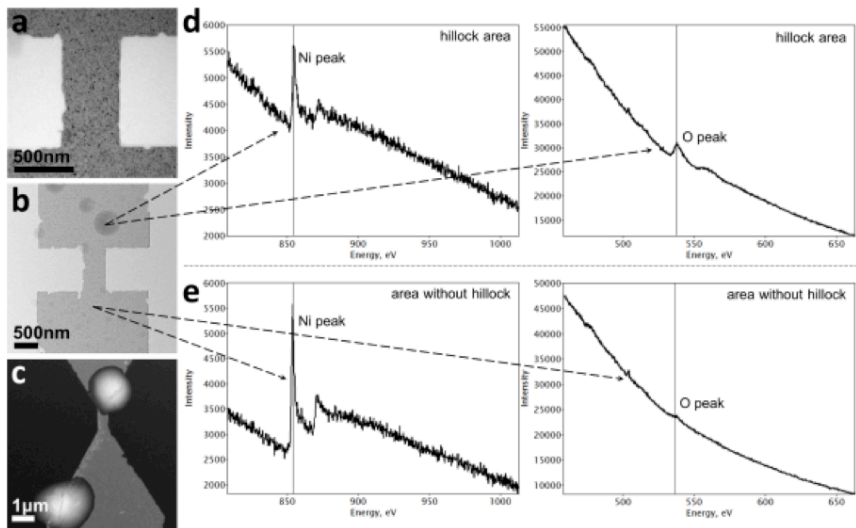 a
500nm
b
500nm
c
1μm
d
hillock area
Ni peak
Intensity
6000
5500
5000
4500
4000
3500
3000
2500
2000
850
900
950
1000
Energy, eV
hillock area
O peak
Intensity
55000
50000
45000
40000
35000
30000
25000
20000
15000
500
550
600
650
Energy, eV
e
area without hillock
Ni peak
Intensity
6000
5500
5000
4500
4000
3500
3000
2500
2000
850
900
950
1000
Energy, eV
area without hillock
O peak
Intensity
50000
45000
40000
35000
30000
25000
20000
15000
10000
500
550
600
650
Energy, eV